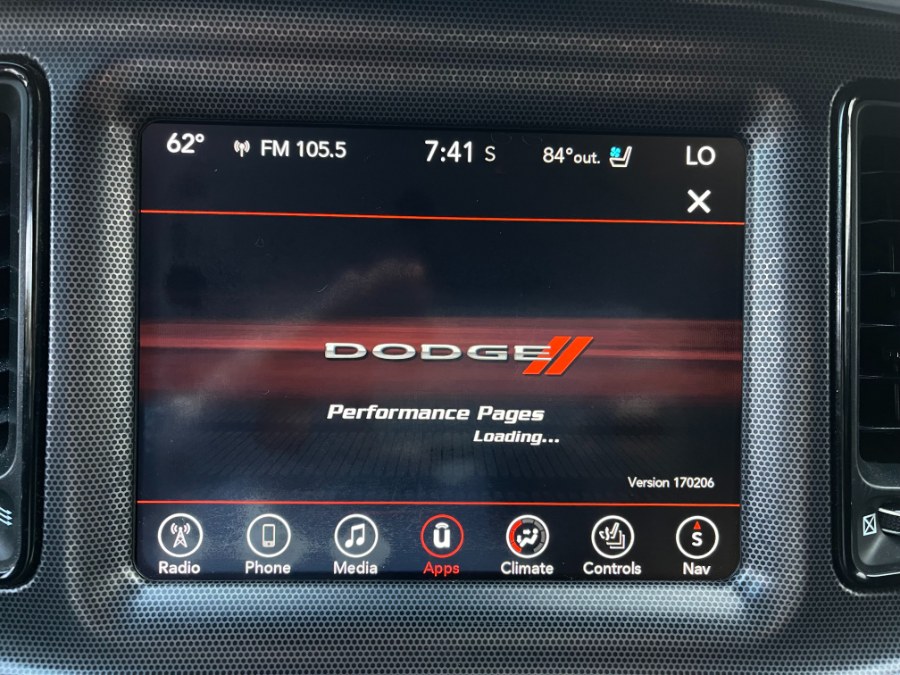 62° FM 105.5 7:41 S 84° out. LO
DODGE
Performance Pages
Loading...
Version 170206
Radio Phone Media Apps Climate Controls Nav
S